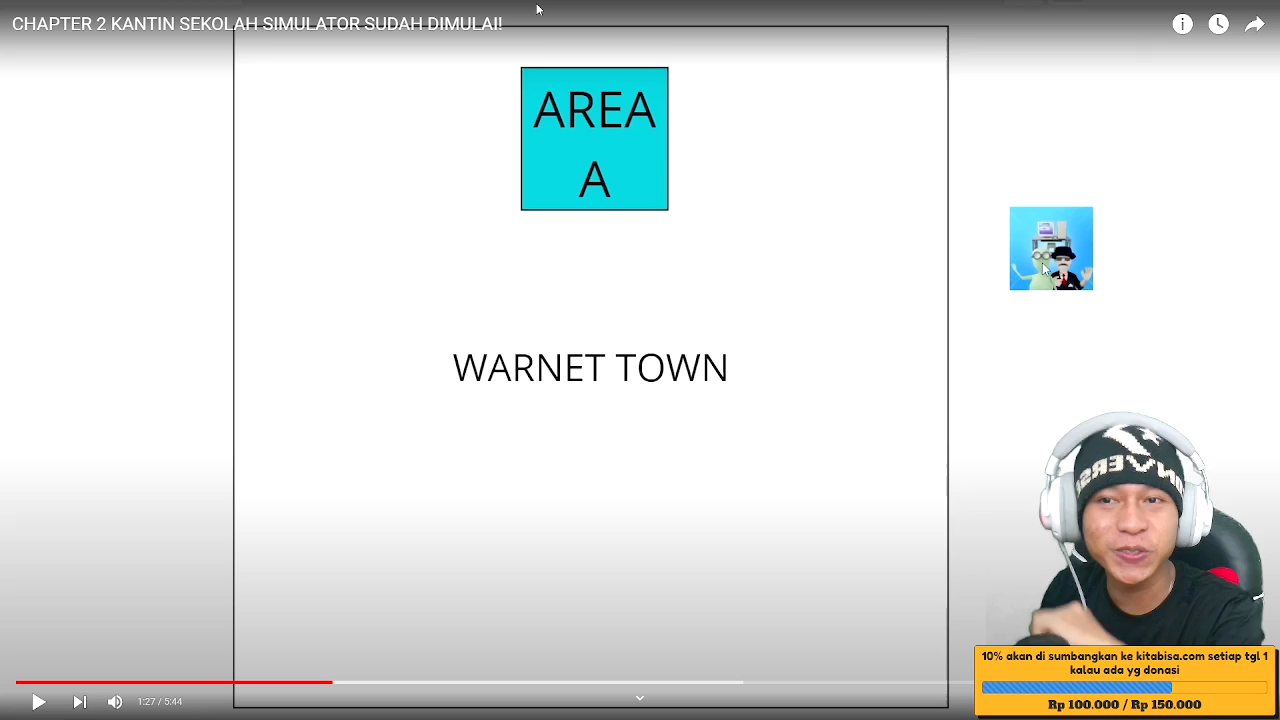 CHAPTER 2 KANTIN SEKOLAH SIMULATOR SUDAH DIMULAI!
AREA
A
WARNET TOWN
1:27 / 5:44
10% akan di sumbangkan ke kitabisa.com setiap tgl 1
kalau ada yg donasi
Rp 100.000 / Rp 150.000